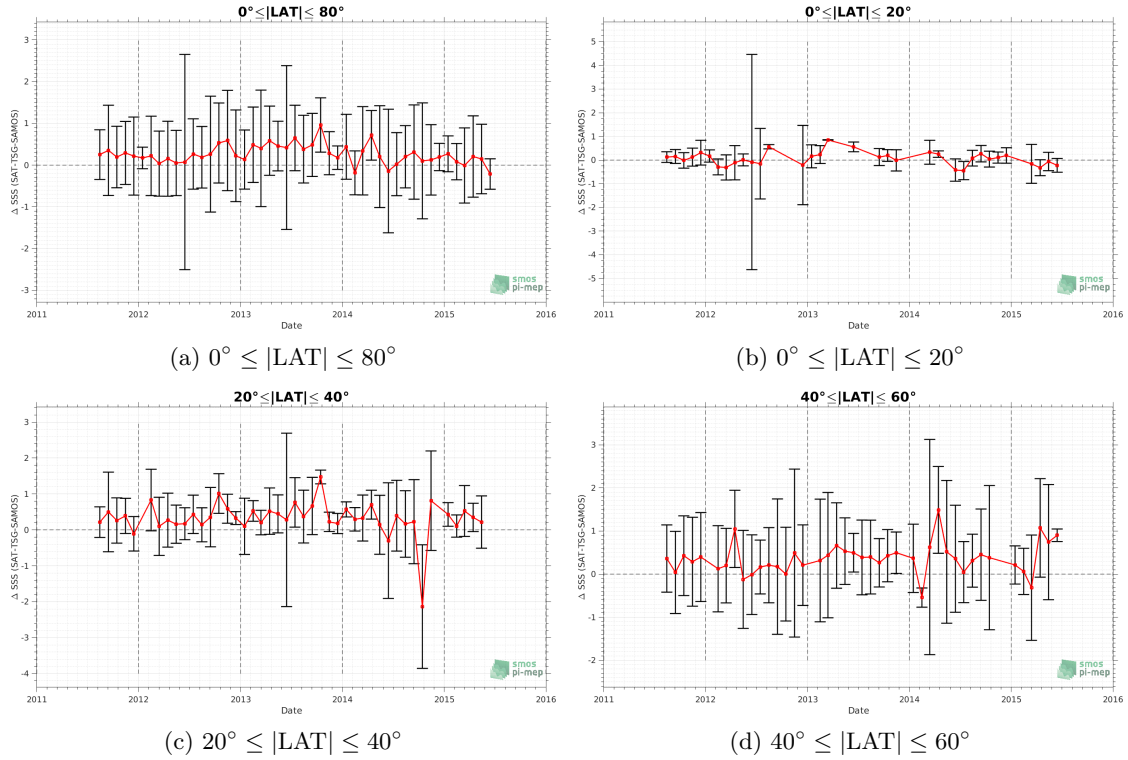 0°≤|LAT|≤ 80°
Δ SSS (SAT-TSG-SAMOS)
3
2
1
0
-1
-2
-3
2011 2012 2013 2014 2015 2016
Date
smos
pi-mep
(a) 0° ≤ |LAT| ≤ 80°
0°≤|LAT|≤ 20°
Δ SSS (SAT-TSG-SAMOS)
5
4
3
2
1
0
-1
-2
-3
-4
-5
2011 2012 2013 2014 2015 2016
Date
smos
pi-mep
(b) 0° ≤ |LAT| ≤ 20°
20°≤|LAT|≤ 40°
Δ SSS (SAT-TSG-SAMOS)
3
2
1
0
-1
-2
-3
-4
2011 2012 2013 2014 2015 2016
Date
smos
pi-mep
(c) 20° ≤ |LAT| ≤ 40°
40°≤|LAT|≤ 60°
Δ SSS (SAT-TSG-SAMOS)
3
2
1
0
-1
-2
2011 2012 2013 2014 2015 2016
Date
smos
pi-mep
(d) 40° ≤ |LAT| ≤ 60°